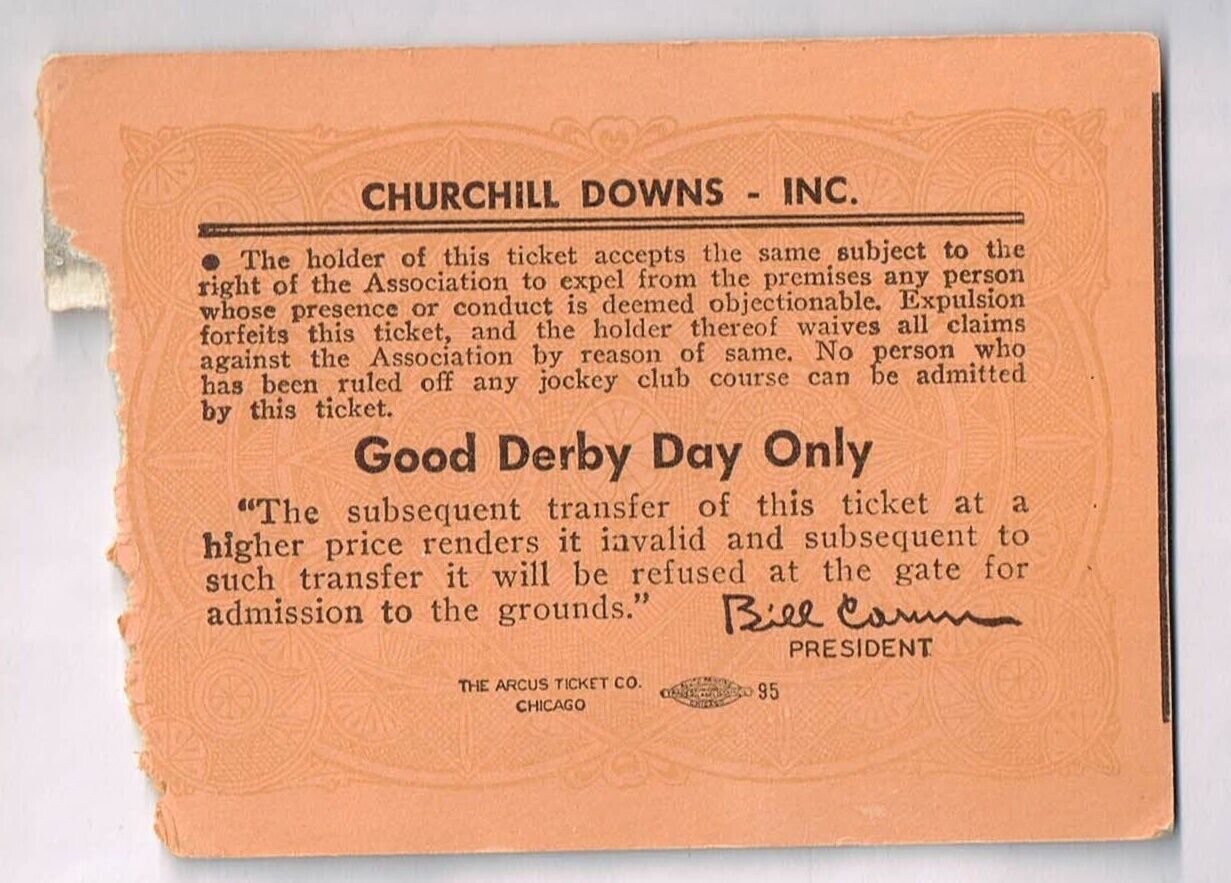 CHURCHiLL DOWNS - INC.
● The holder of this ticket accepts the same subject to the
right of the Association to expel from the premises any person
whose presence or conduct is deemed objectionable. Expulsion
forfeits this ticket, and the holder thereof waives all claims
against the Association by reason of same. No person who
has been ruled off any jockey club course can be admitted
by this ticket.
Good Derby Day Only
"The subsequent transfer of this ticket at a
higher price renders it invalid and subsequent to
such transfer it will be refused at the gate for
admission to the grounds."
Bill Corum
PRESIDENT
THE ARCUS TICKET CO.
CHICAGO
95